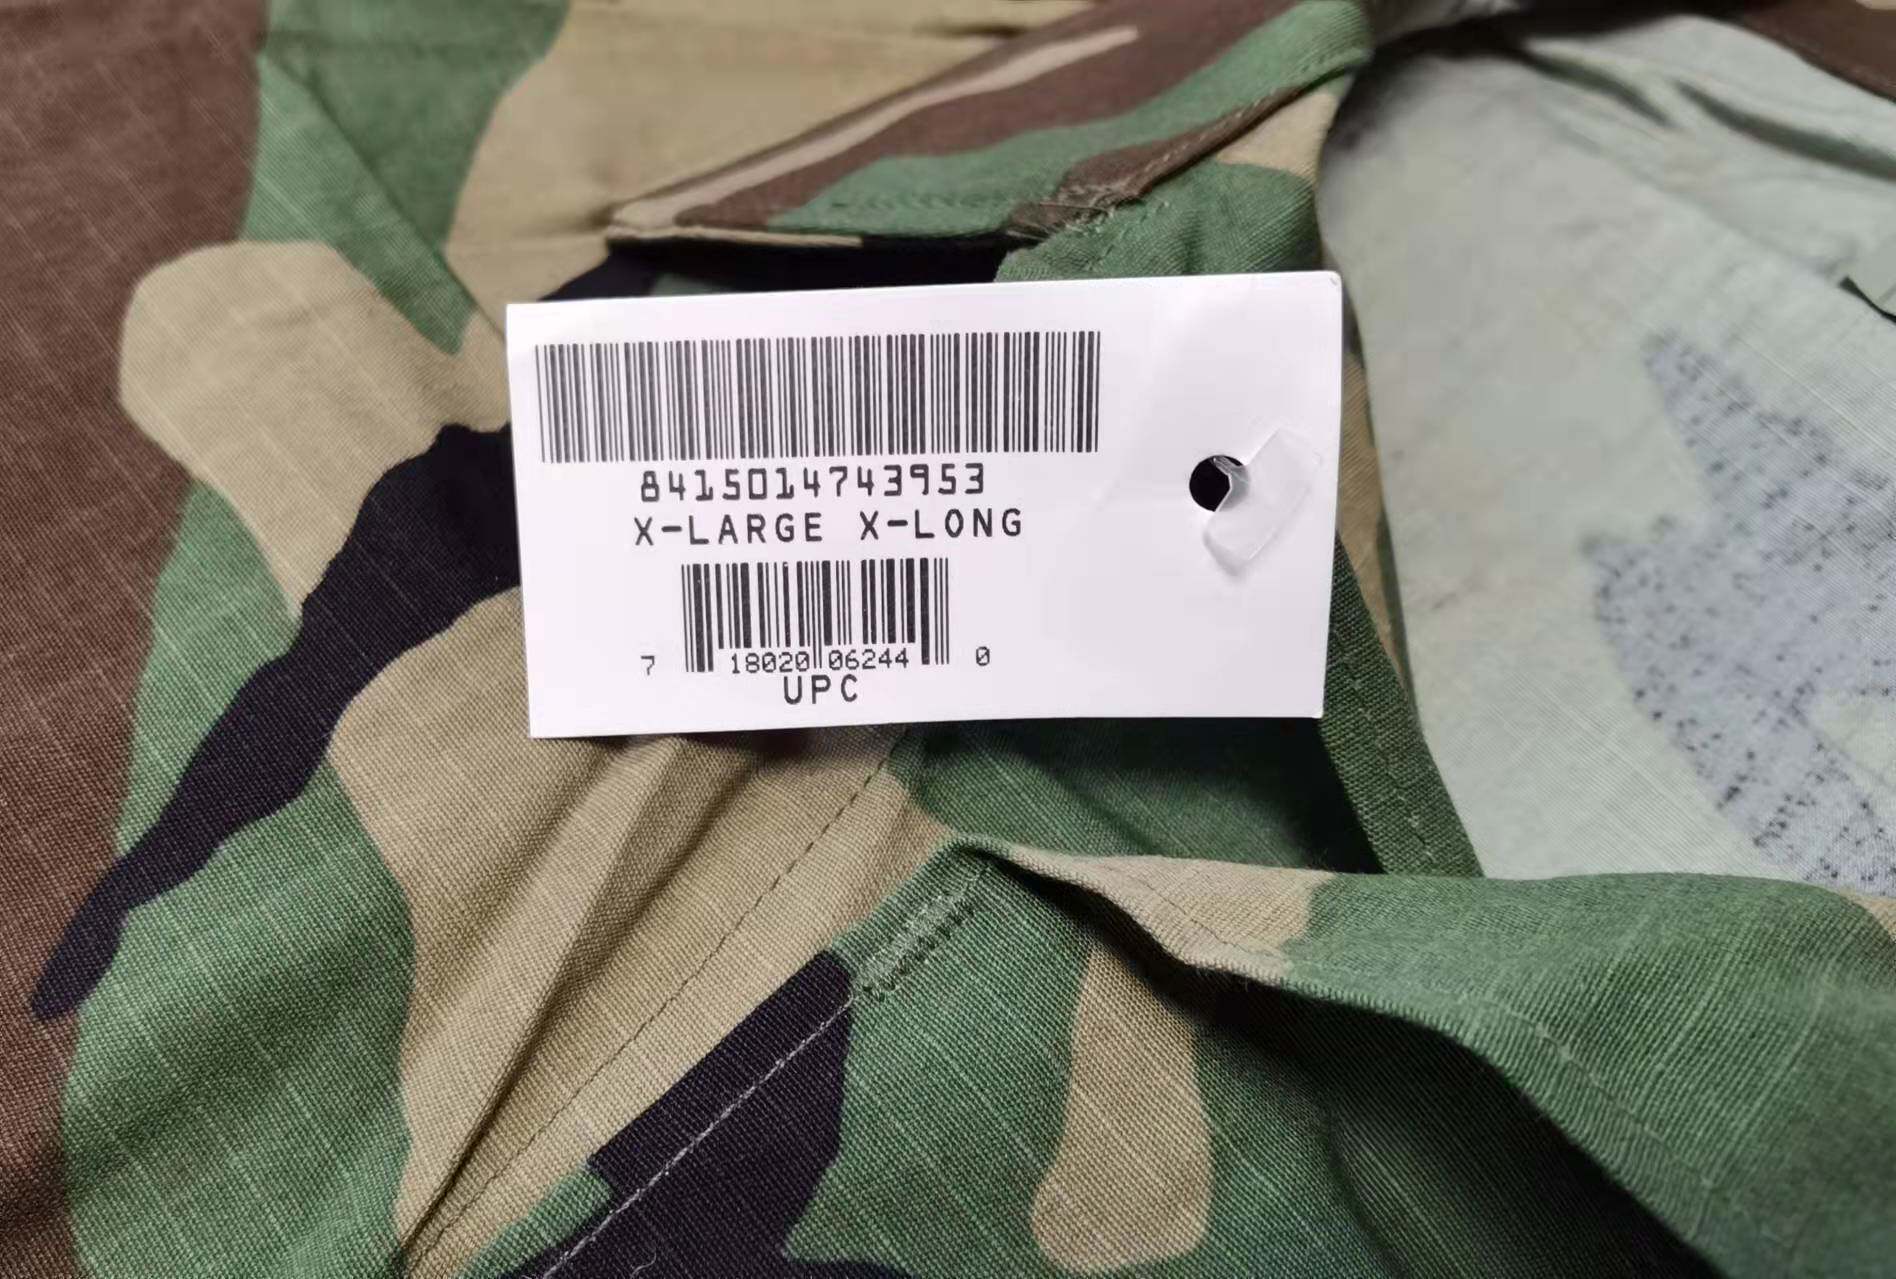 8415014743953
X-LARGE X-LONG
7 18020 06244 0
UPC